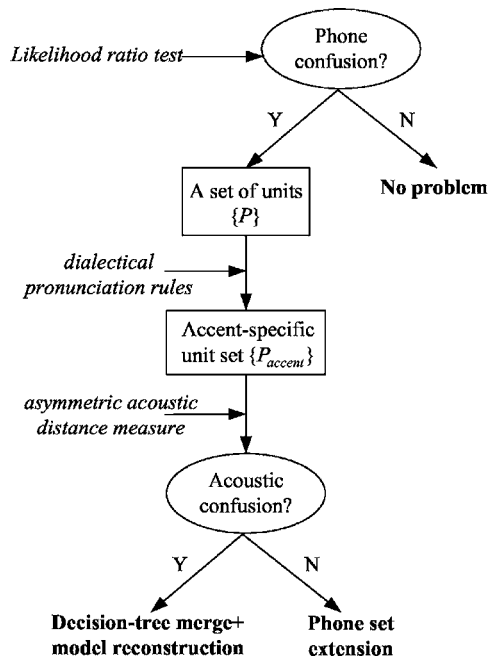 Phone
confusion?
Likelihood ratio test
Y
N
No problem
A set of units
{P}
dialectical
pronunciation rules
Accent-specific
unit set {P_accent}
asymmetric acoustic
distance measure
Acoustic
confusion?
Y
N
Decision-tree merge+
model reconstruction
Phone set
extension